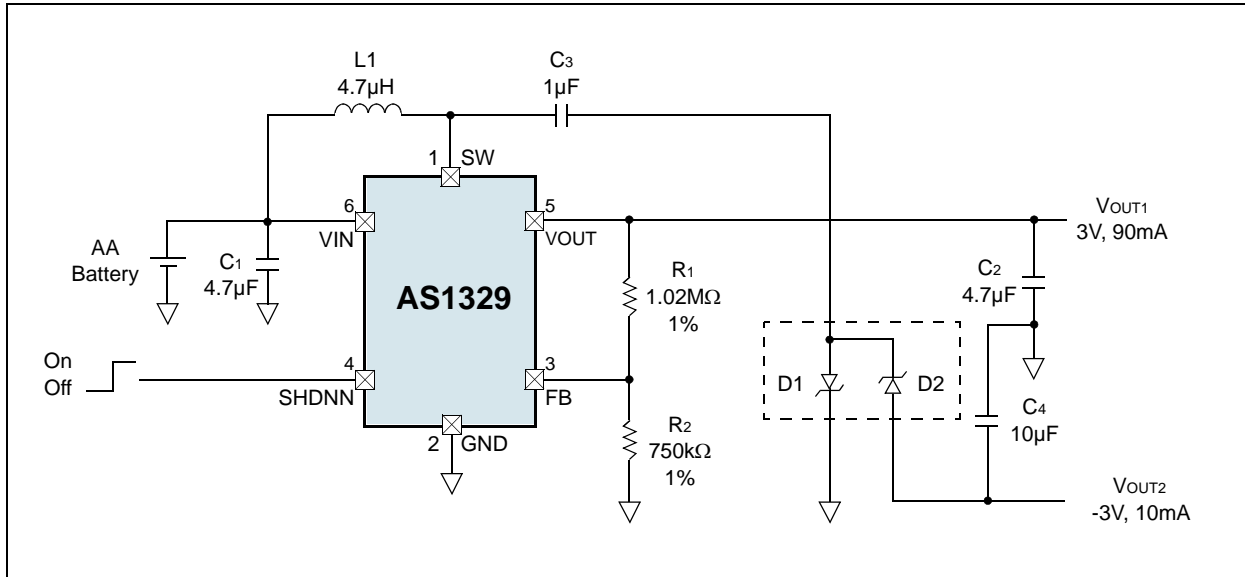 L1
4.7µH
C3
1µF
1
SW
6
VIN
5
VOUT
VOUT1
3V, 90mA
AA
Battery
C1
4.7µF
R1
1.02MΩ
1%
C2
4.7µF
AS1329
On
Off
4
SHDNN
3
FB
D1
D2
C4
10µF
2
GND
R2
750kΩ
1%
VOUT2
-3V, 10mA